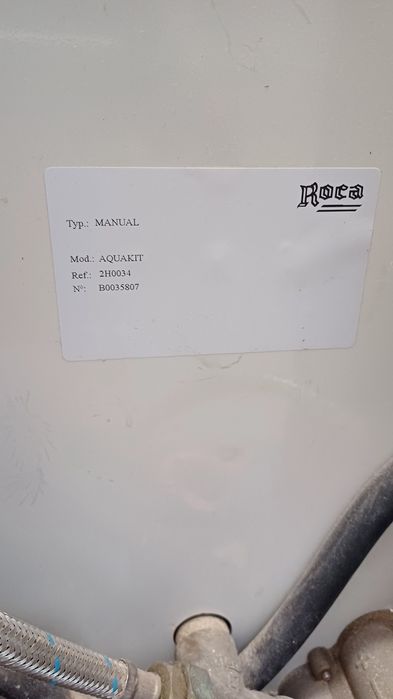 Roca
Typ.: MANUAL
Mod.: AQUAKIT
Ref.: 2H0034
Nº: B0035807